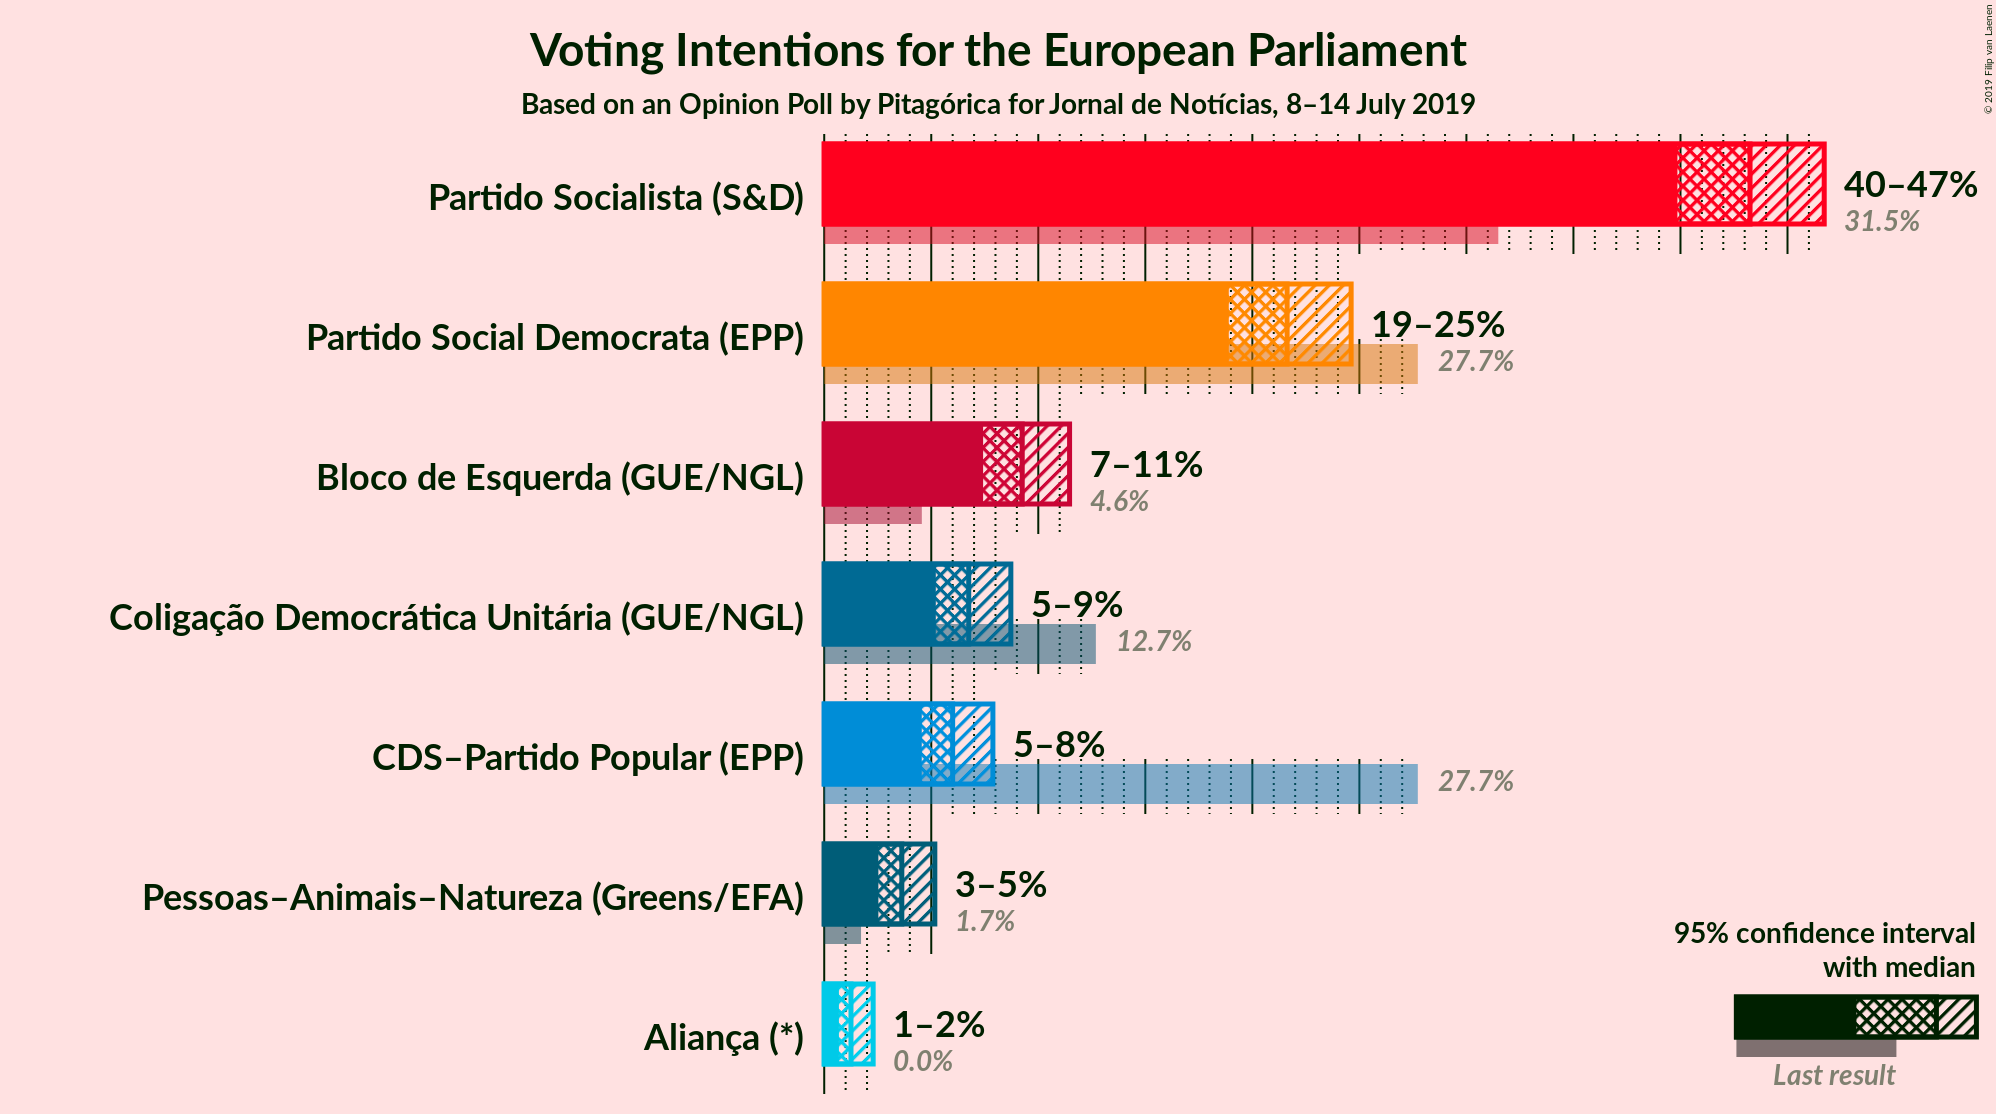 Voting Intentions for the European Parliament
Based on an Opinion Poll by Pitagórica for Jornal de Notícias, 8–14 July 2019
© 2019 Filip van Laenen
Partido Socialista (S&D)
40–47%
31.5%
Partido Social Democrata (EPP)
19–25%
27.7%
Bloco de Esquerda (GUE/NGL)
7–11%
4.6%
Coligação Democrática Unitária (GUE/NGL)
5–9%
12.7%
CDS–Partido Popular (EPP)
5–8%
27.7%
Pessoas–Animais–Natureza (Greens/EFA)
3–5%
1.7%
Aliança (*)
1–2%
0.0%
95% confidence interval
with median
Last result